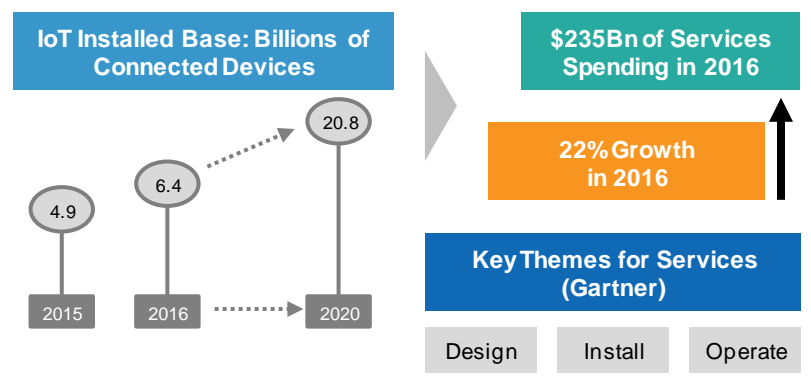 IoT Installed Base: Billions of
Connected Devices
20.8
6.4
4.9
2015
2016
2020
$235Bn of Services
Spending in 2016
22% Growth
in 2016
Key Themes for Services
(Gartner)
Design
Install
Operate